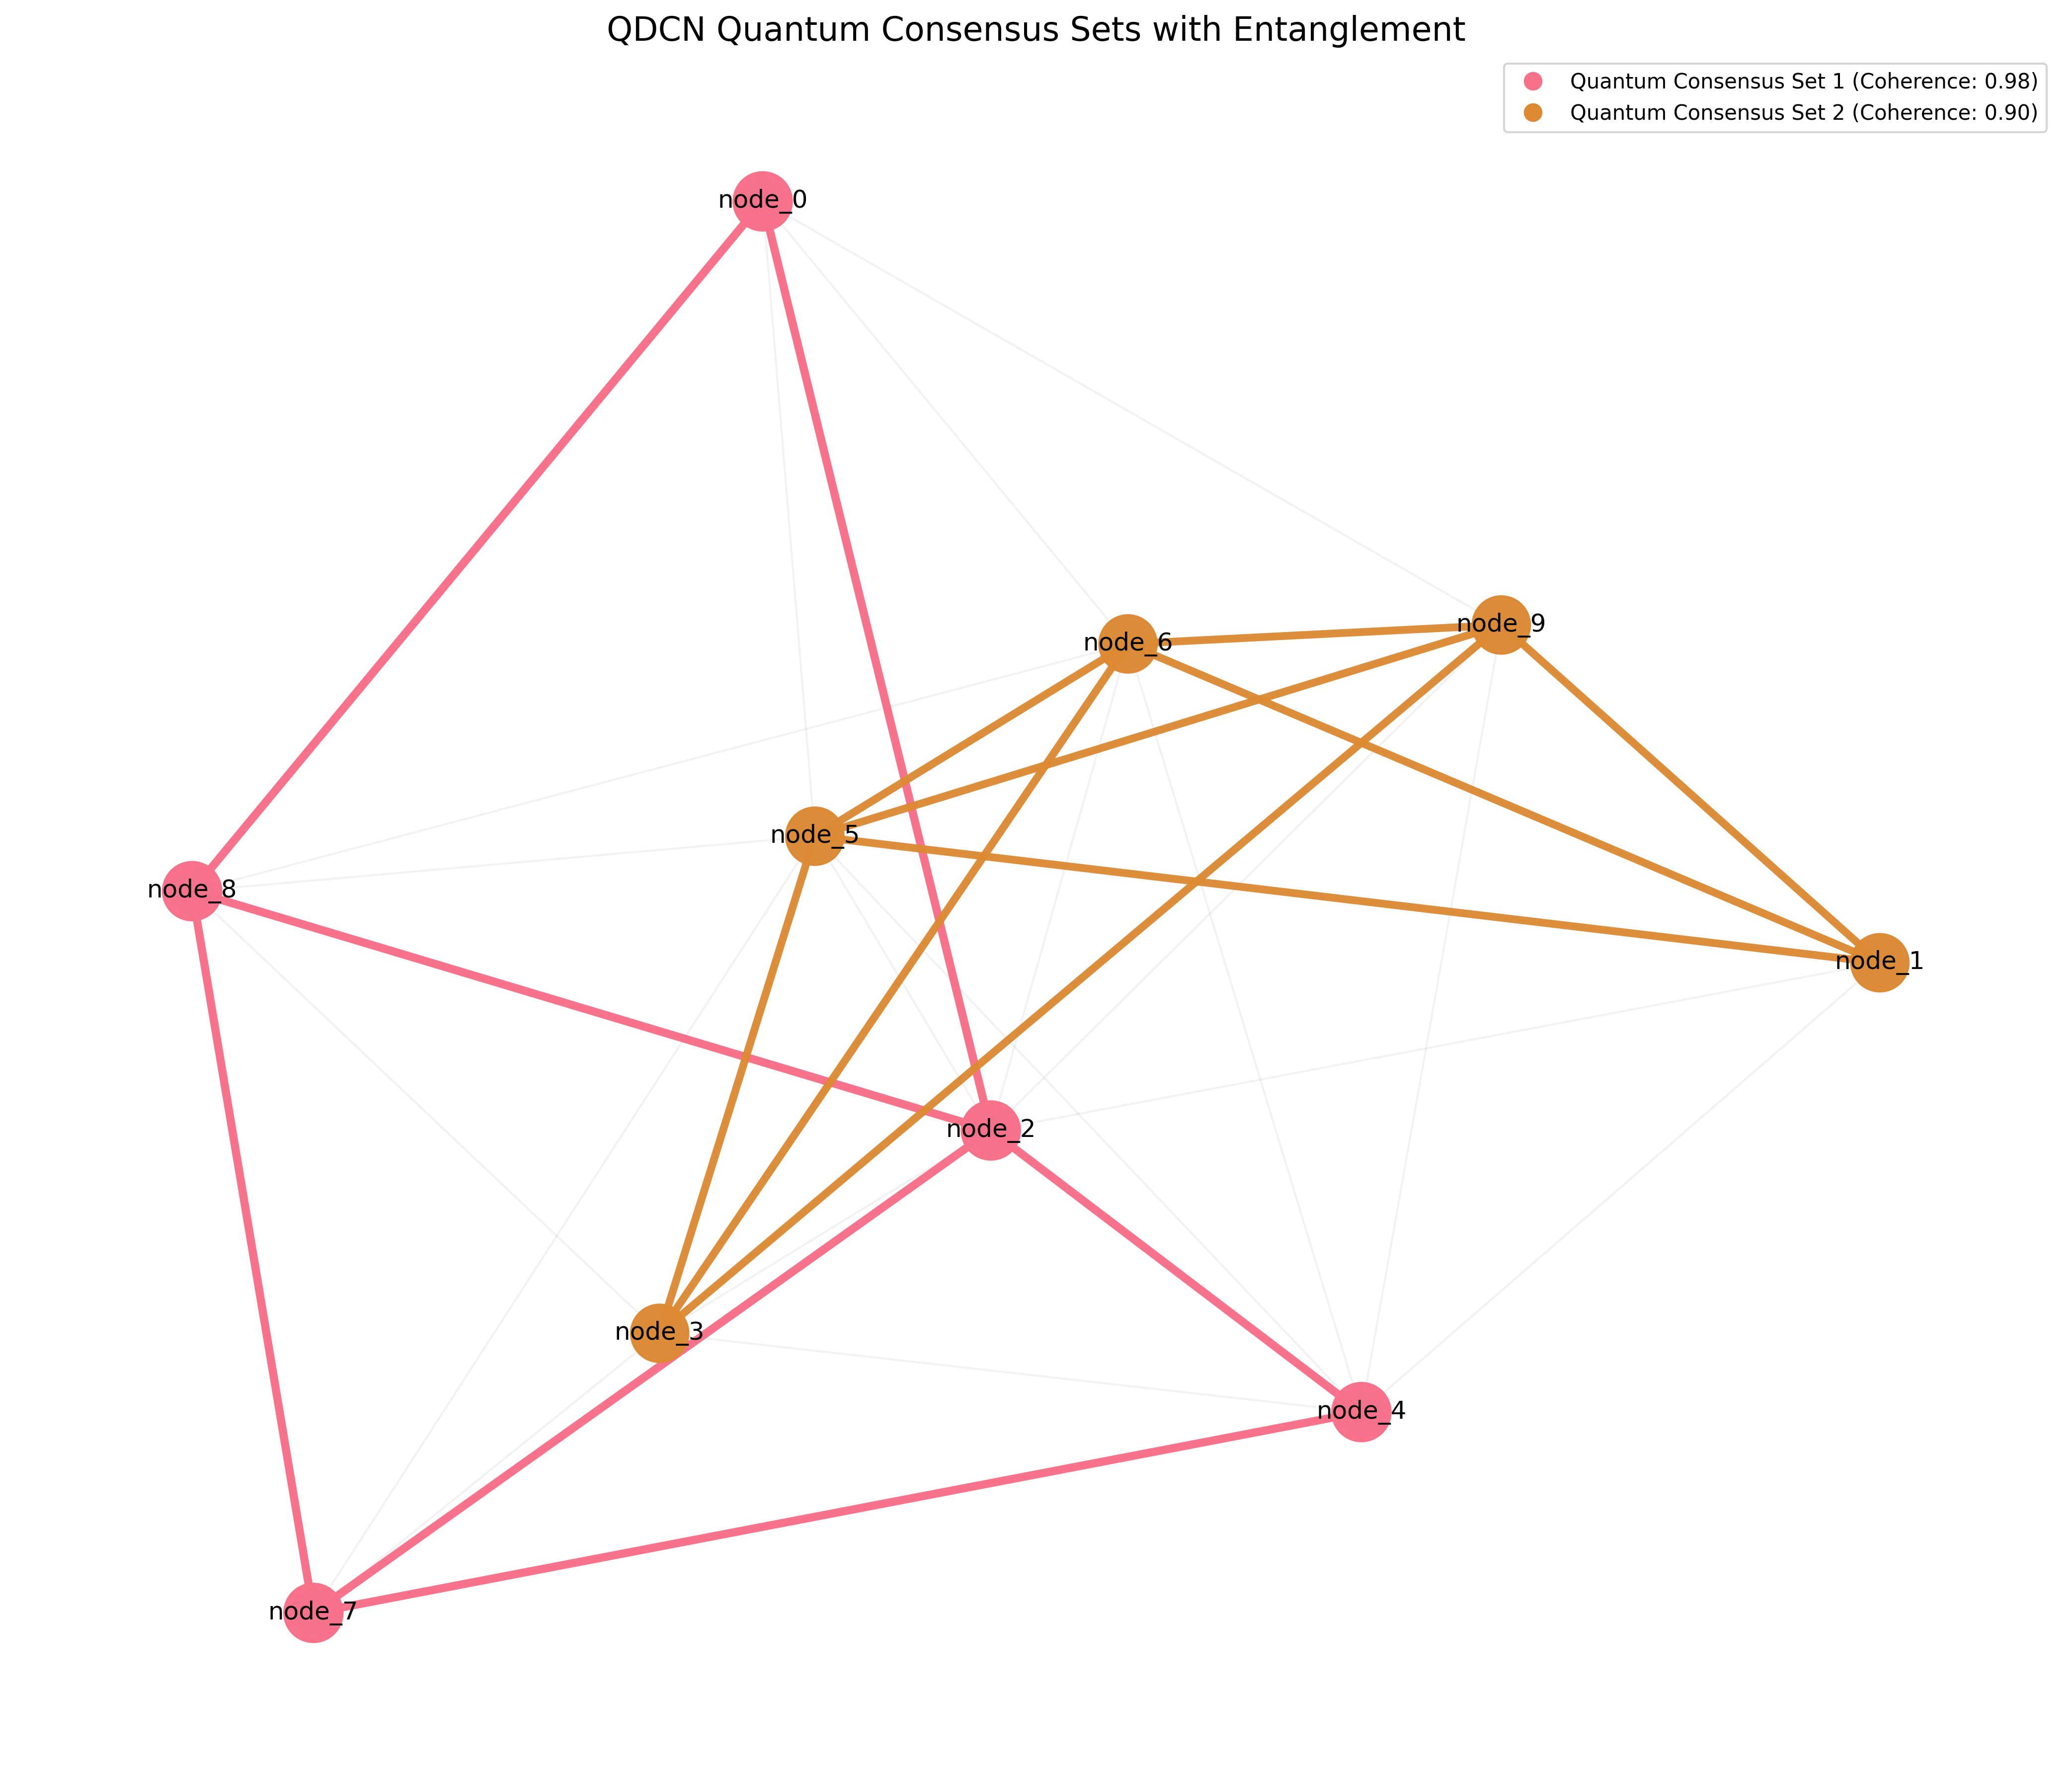 QDCN Quantum Consensus Sets with Entanglement
Quantum Consensus Set 1 (Coherence: 0.98)
Quantum Consensus Set 2 (Coherence: 0.90)
node_0
node_9
node_6
node_5
node_8
node_1
node_2
node_3
node_4
node_7